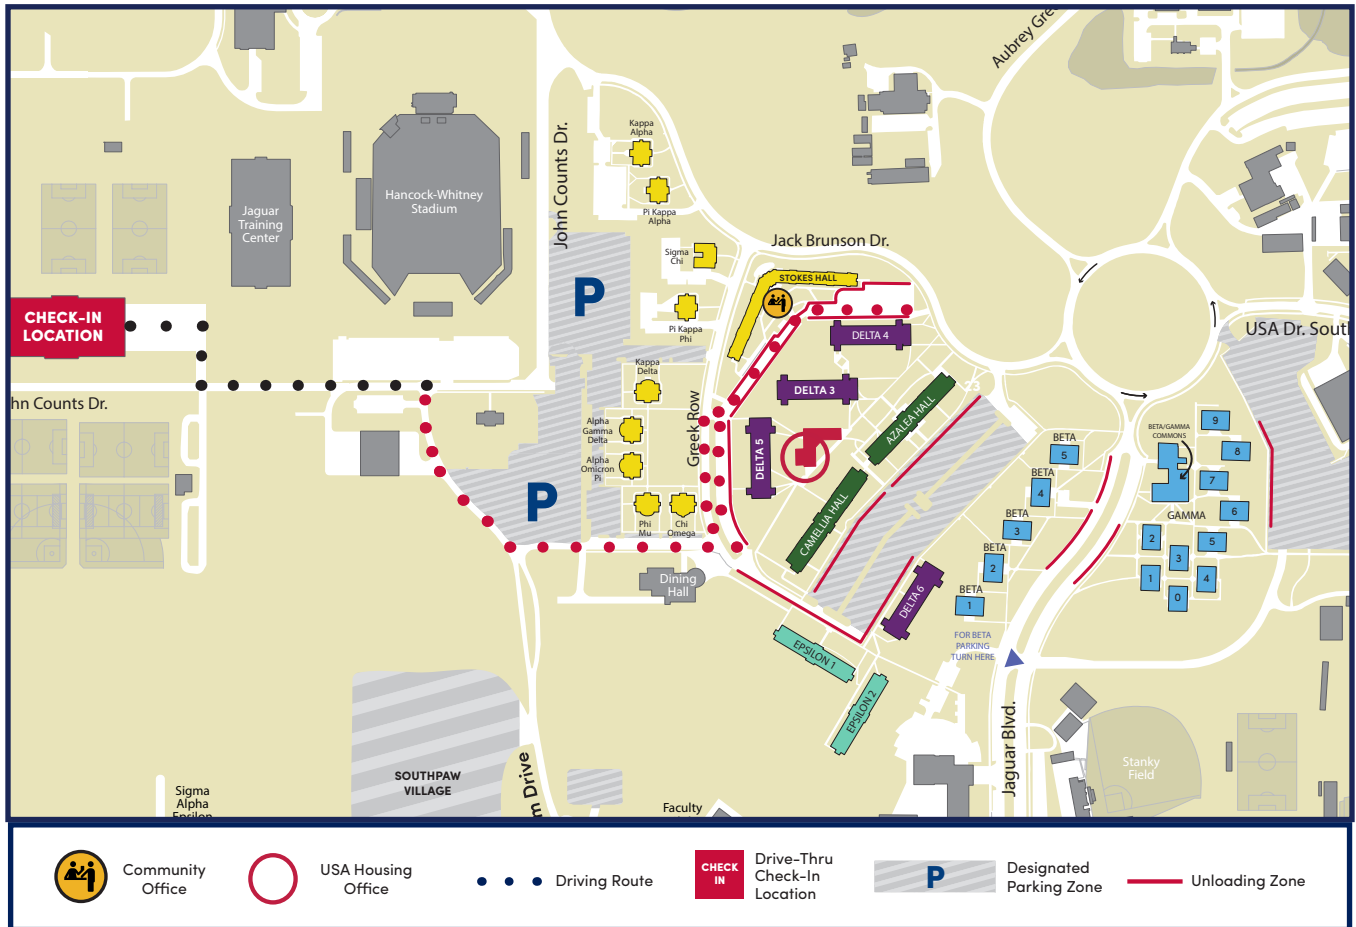 Aubrey Gre
John Counts Dr.
Kappa
Alpha
Pi Kappa
Alpha
Hancock-Whitney
Stadium
Jaguar
Training
Center
Jack Brunson Dr.
Sigma
Chi
STOKES HALL
P
CHECK-IN
LOCATION
Pi Kappa
Phi
DELTA 4
USA Dr. South
Kappa
Delta
DELTA 3
23
hn Counts Dr.
Greek Row
AZALEA HALL
Alpha
Gamma
Delta
Alpha
Omicron
Pi
DELTA 5
BETA
5
BETA
4
BETA
3
BETA
2
BETA
1
BETA/GAMMA
COMMONS
9
8
7
6
GAMMA
5
2
3
4
1
0
P
Phi
Mu
Chi
Omega
CAMELLIA HALL
Dining
Hall
DELTA 6
FOR BETA
PARKING
TURN HERE
EPSILON 1
EPSILON 2
Jaguar Blvd.
Stanky
Field
SOUTHPAW
VILLAGE
Drive
Sigma
Alpha
Epsilon
Faculty
Community
Office
USA Housing
Office
Driving Route
CHECK
IN
Drive-Thru
Check-In
Location
P
Designated
Parking Zone
Unloading Zone